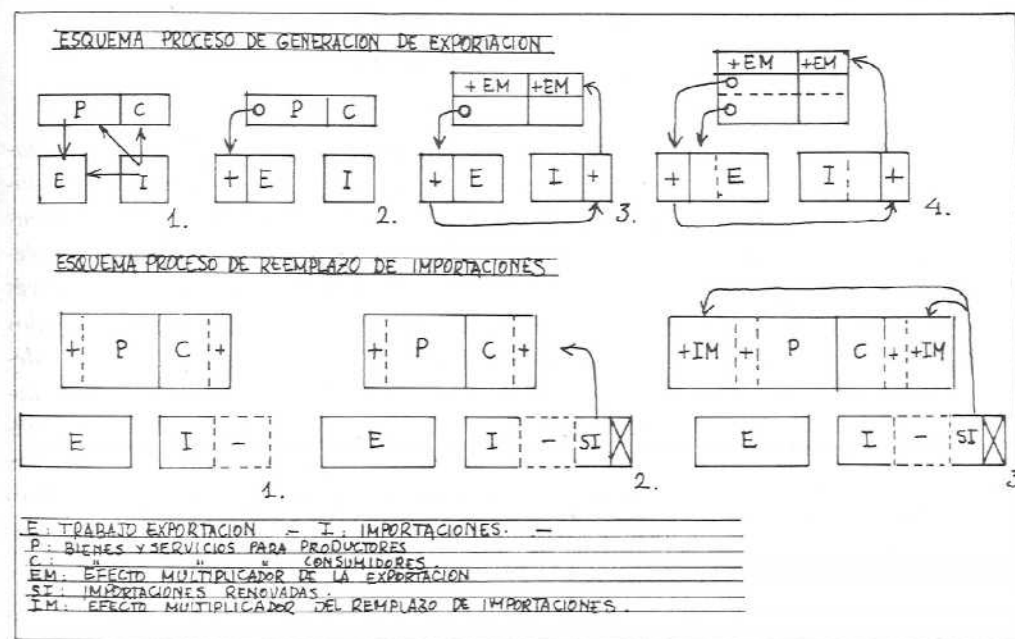 ESQUEMA PROCESO DE GENERACION DE EXPORTACION
P C
E I
1.
P C
+ E I
2.
+EM +EM
+ E I +
3.
+EM +EM
+ E I +
4.
ESQUEMA PROCESO DE REEMPLAZO DE IMPORTACIONES
+ P C +
E I -
1.
+ P C +
E I - SI
2.
+IM + P C + +IM
E I - SI
3
E: TRABAJO EXPORTACION - I: IMPORTACIONES. -
P: BIENES Y SERVICIOS PARA PRODUCTORES
C: " " " CONSUMIDORES.
EM: EFECTO MULTIPLICADOR DE LA EXPORTACION
SI: IMPORTACIONES RENOVADAS.
IM: EFECTO MULTIPLICADOR DEL REMPLAZO DE IMPORTACIONES.